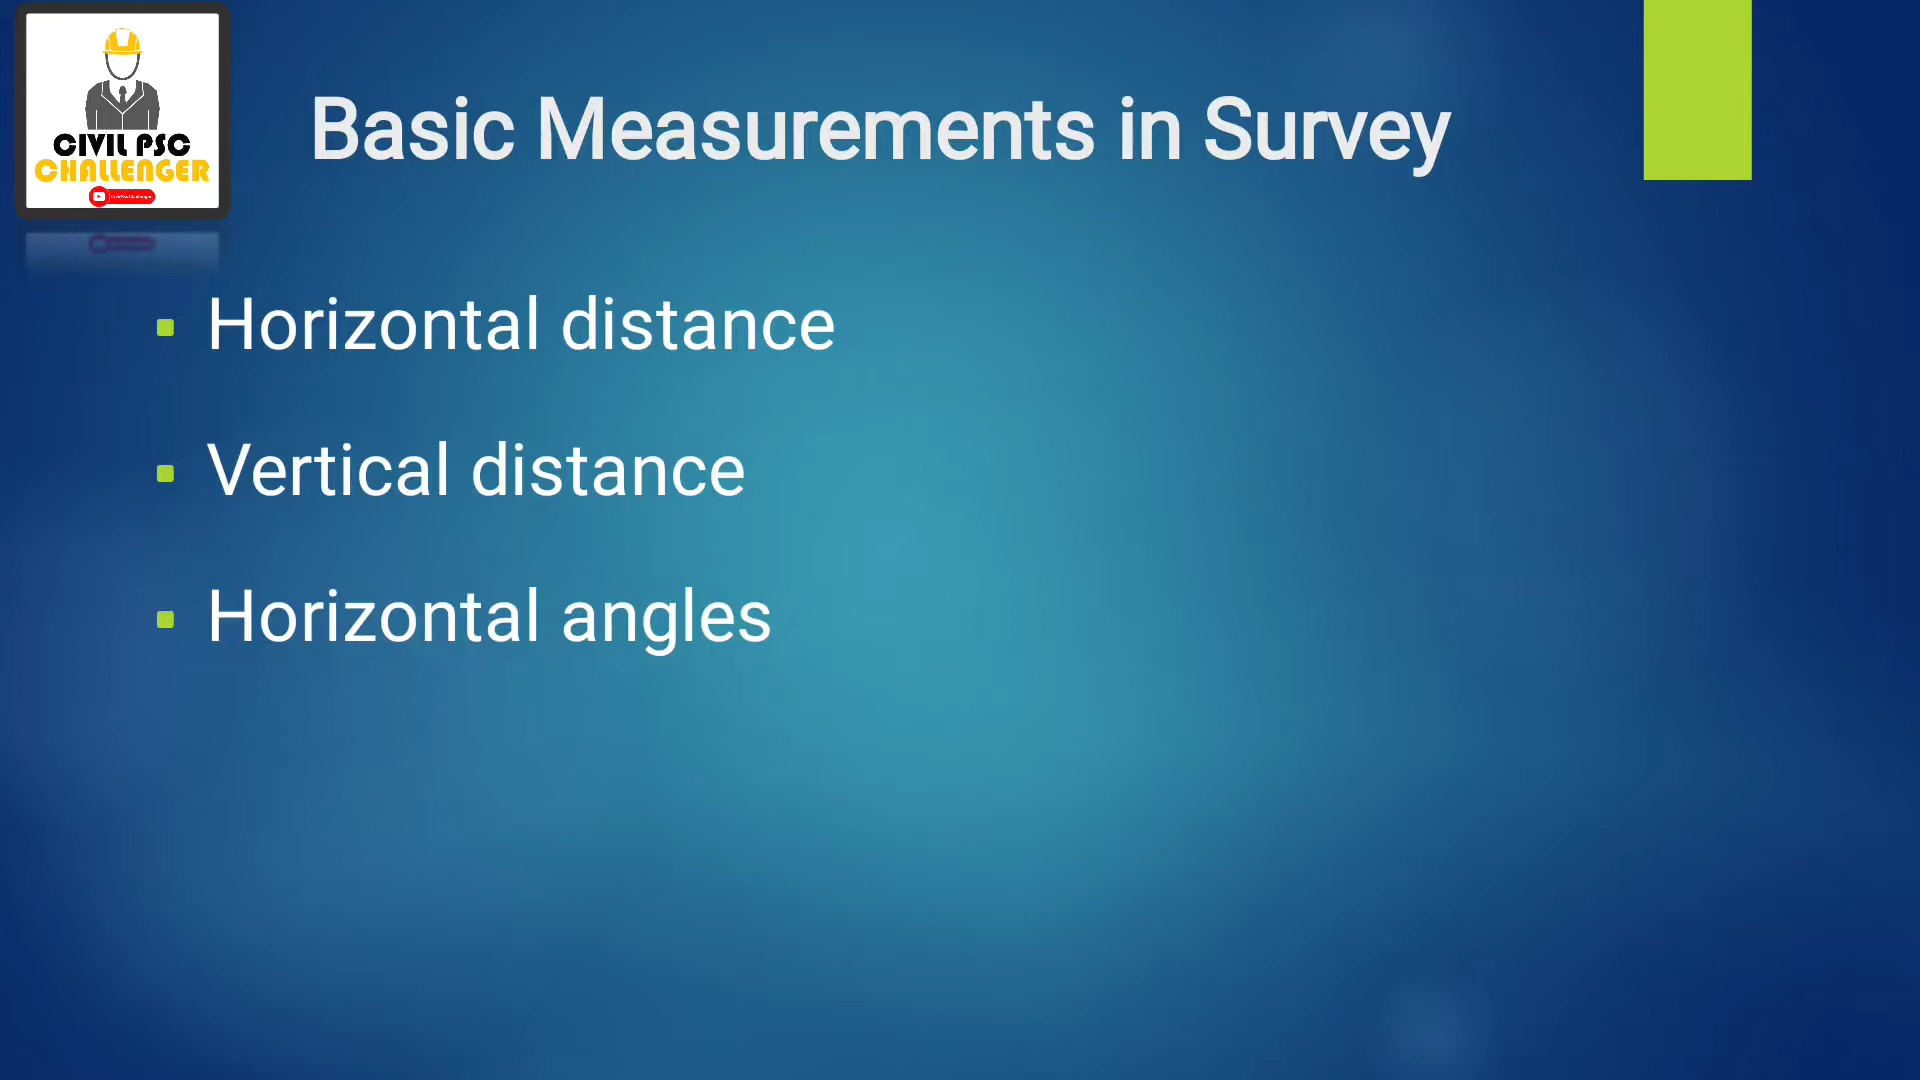 CIVIL PSC
CHALLENGER
Basic Measurements in Survey
Horizontal distance
Vertical distance
Horizontal angles